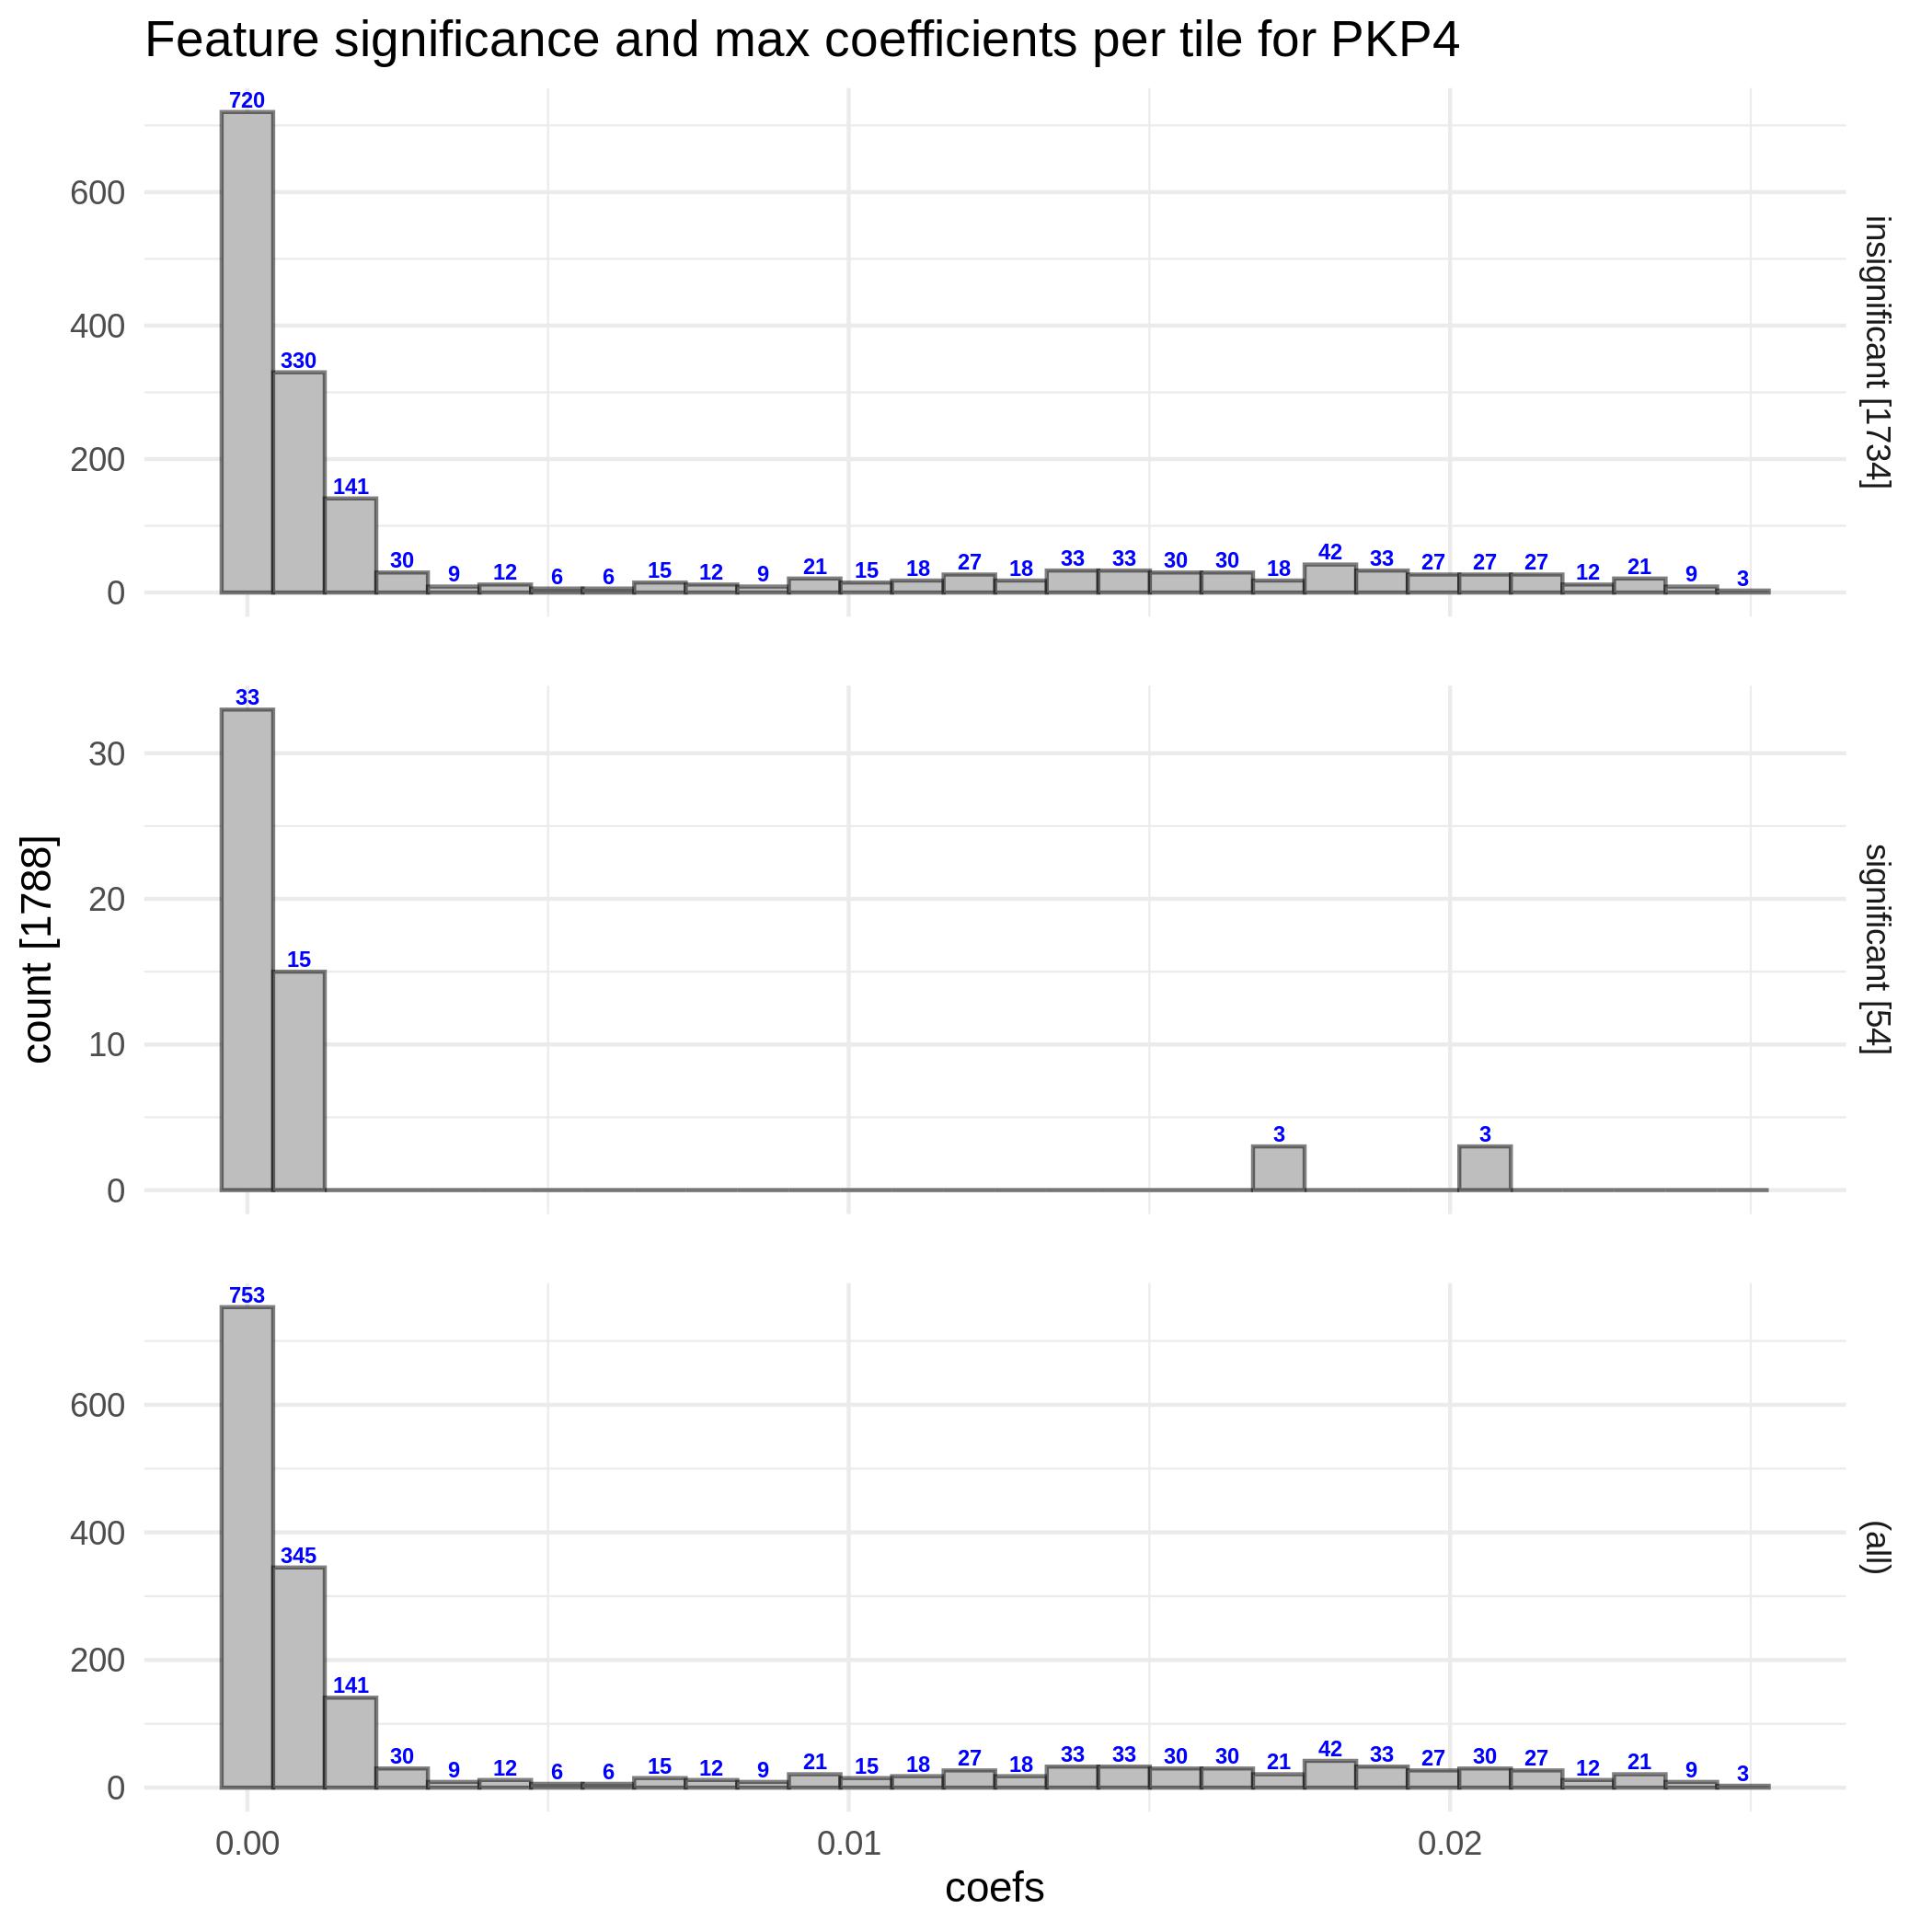 Feature significance and max coefficients per tile for PKP4
720
330
141
30 9 12 6 6 15 12 9 21 15 18 27 18 33 33 30 30 18 42 33 27 27 27 12 21 9 3
600
400
200
0
insignificant [1734]
33
15
3 3
30
20
10
0
significant [54]
count [1788]
753
345
141
30 9 12 6 6 15 12 9 21 15 18 27 18 33 33 30 30 21 42 33 27 30 27 12 21 9 3
600
400
200
0
(all)
0.00 0.01 0.02
coefs